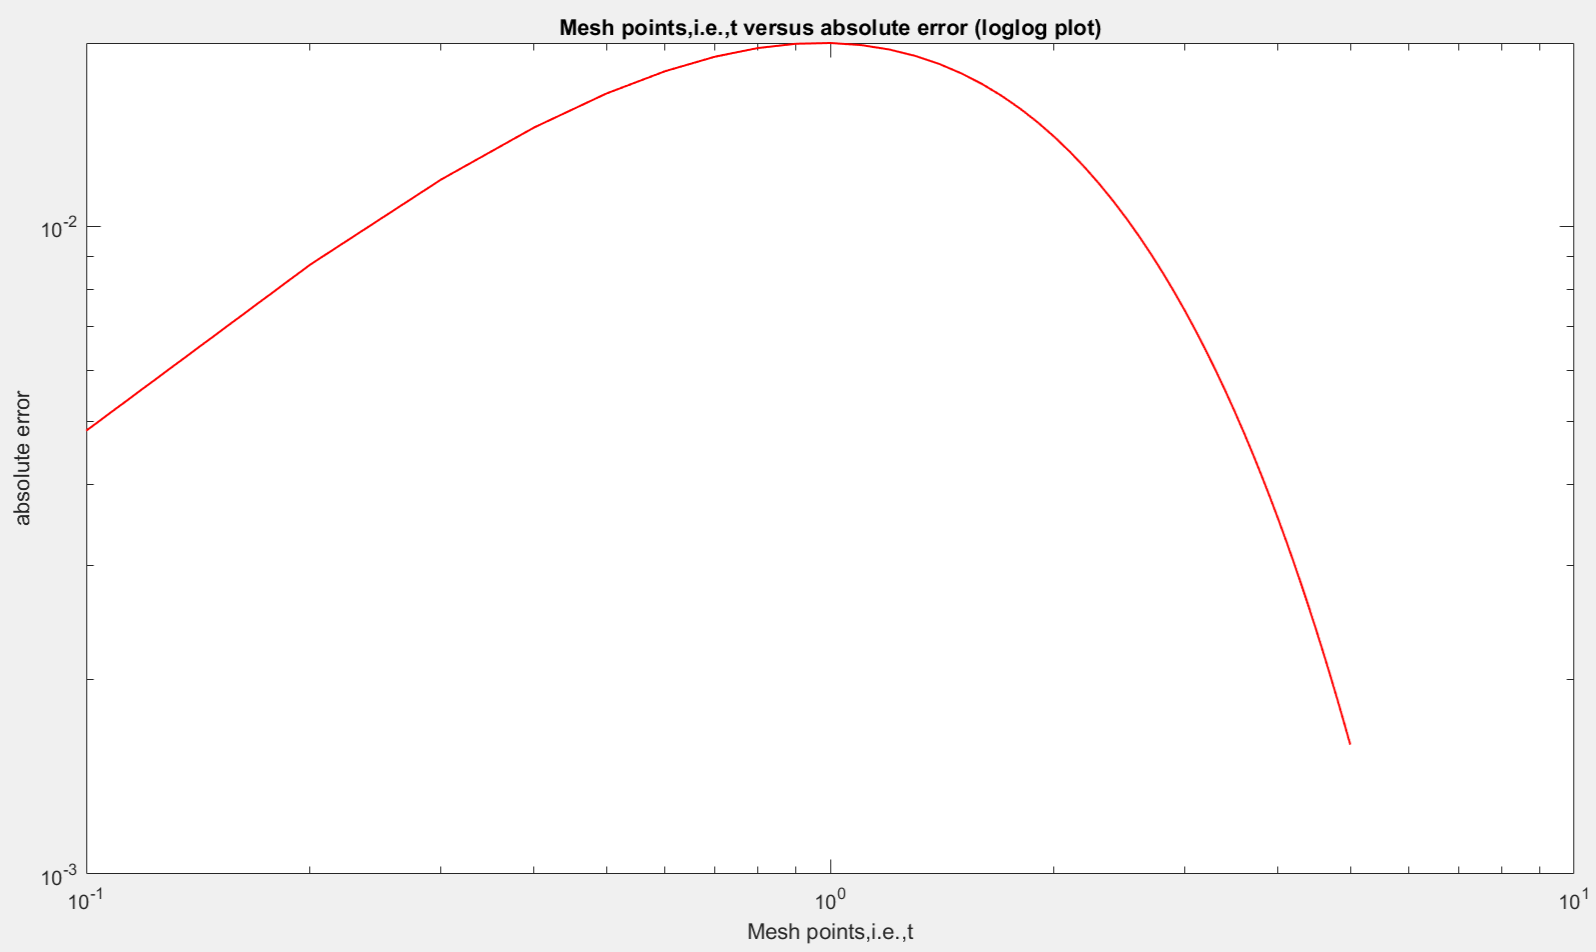 Mesh points,i.e.,t versus absolute error (loglog plot)
10^-2
absolute error
10^-3
10^-1
10^0
10^1
Mesh points,i.e.,t